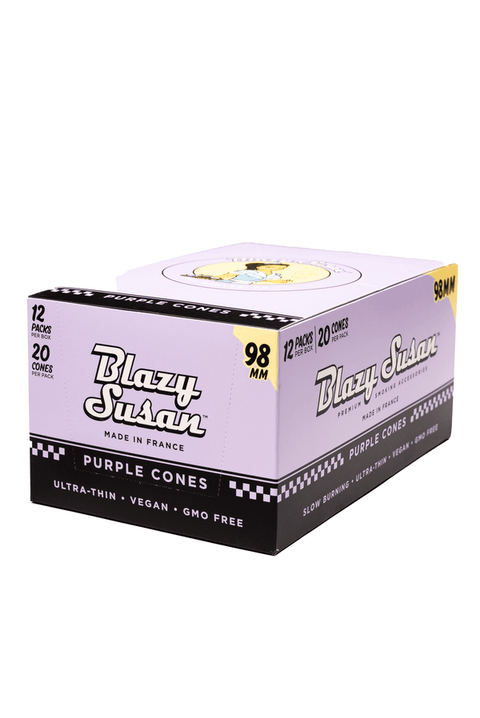 PURPLE CONES
12
PACKS
PER BOX
20
CONES
PER PACK
98
MM
Blazy
Susan™
MADE IN FRANCE
PURPLE CONES
ULTRA-THIN • VEGAN • GMO FREE
98MM
12 PACKS
PER BOX
20 CONES
PER PACK
Blazy Susan™
PREMIUM SMOKING ACCESSORIES
MADE IN FRANCE
PURPLE CONES
SLOW BURNING • ULTRA-THIN • VEGAN • GMO FREE